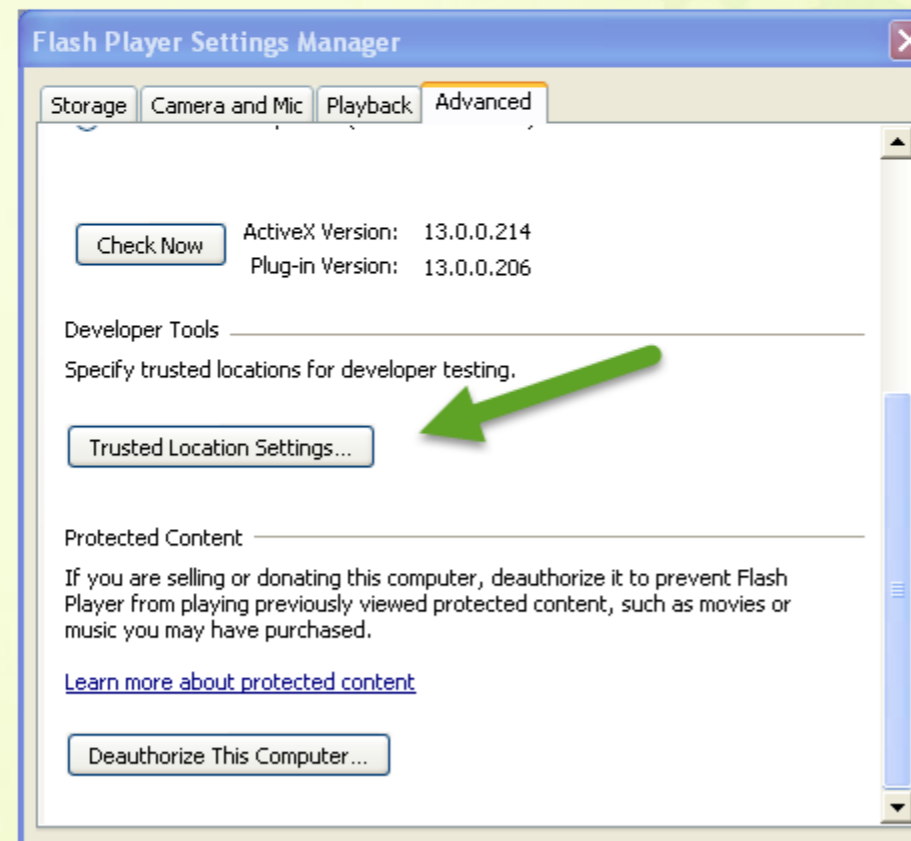 Flash Player Settings Manager
Storage Camera and Mic Playback Advanced
Check Now ActiveX Version: 13.0.0.214
Plug-in Version: 13.0.0.206
Developer Tools
Specify trusted locations for developer testing.
Trusted Location Settings...
Protected Content
If you are selling or donating this computer, deauthorize it to prevent Flash
Player from playing previously viewed protected content, such as movies or
music you may have purchased.
Learn more about protected content
Deauthorize This Computer...